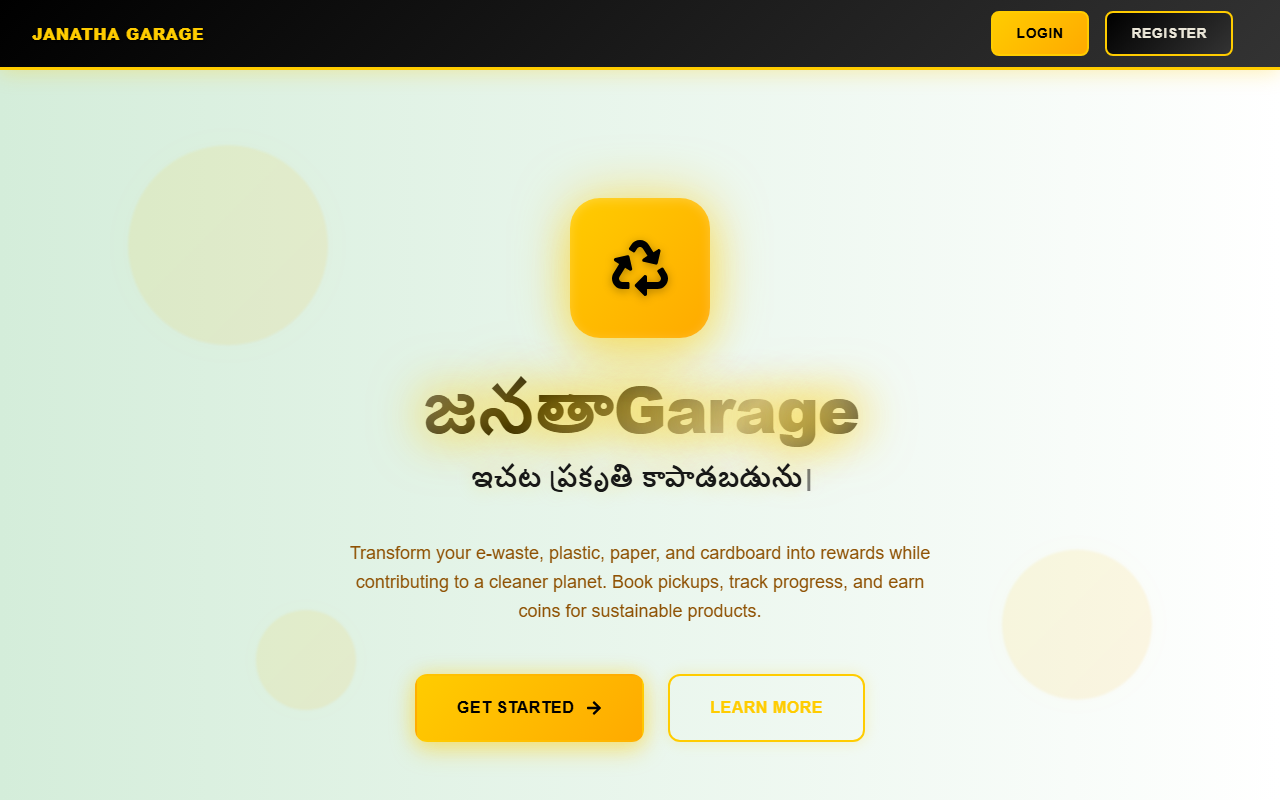 JANATHA GARAGE
LOGIN
REGISTER
జనతాGarage
ఇచట ప్రకృతి కాపాడబడును|
Transform your e-waste, plastic, paper, and cardboard into rewards while
contributing to a cleaner planet. Book pickups, track progress, and earn
coins for sustainable products.
GET STARTED →
LEARN MORE